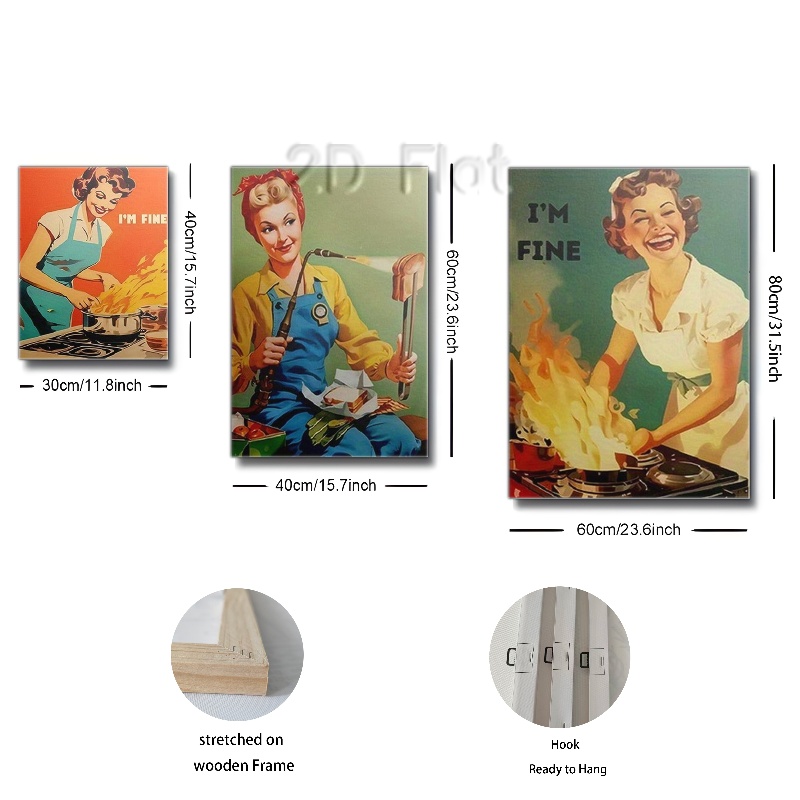 2D Flat
I'M FINE
40cm/15.7inch
30cm/11.8inch
60cm/23.6inch
40cm/15.7inch
I'M
FINE
80cm/31.5inch
60cm/23.6inch
stretched on
wooden Frame
Hook
Ready to Hang